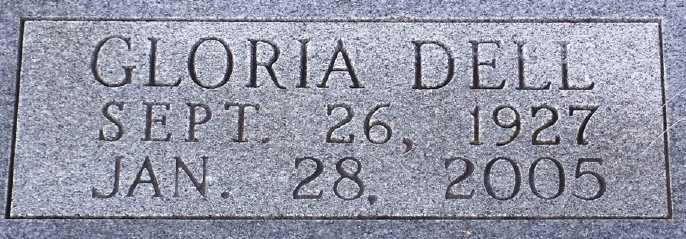 GLORIA DELL
SEPT. 26, 1927
JAN. 28, 2005